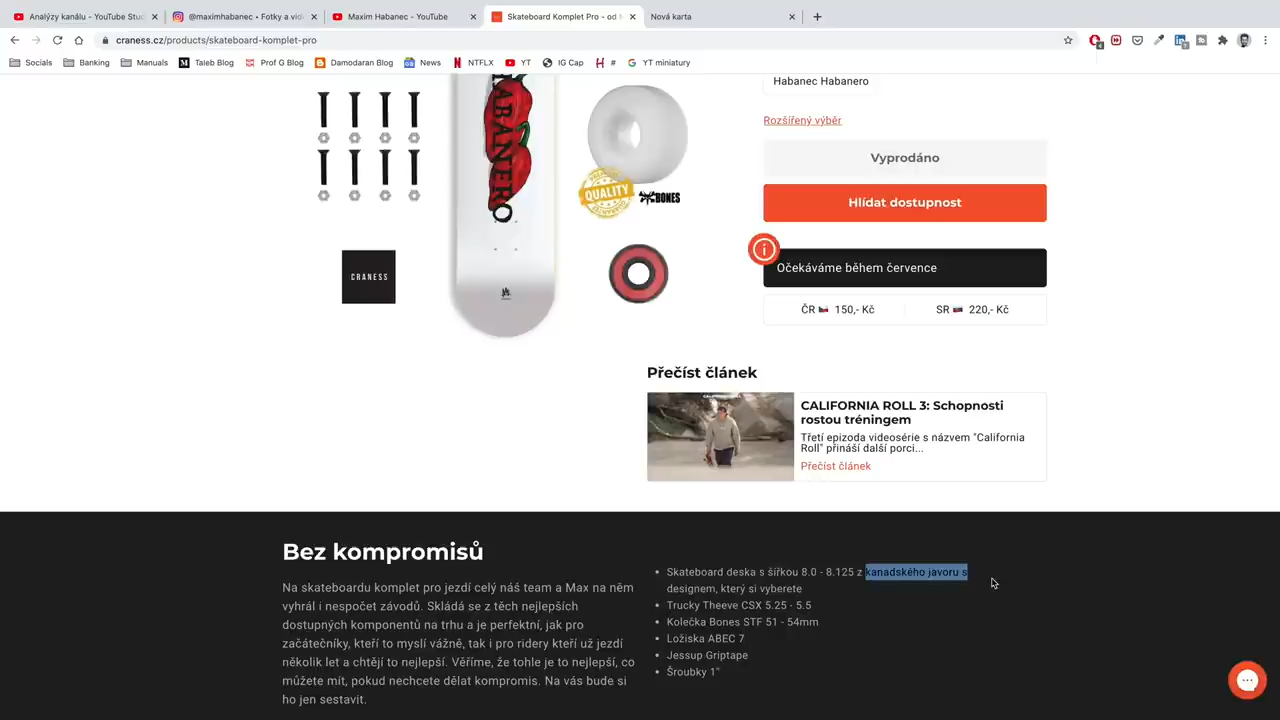 Analýzy kanálu - YouTube Stud
@maximhabanec • Fotky a vid
Maxim Habanec - YouTube
Skateboard Komplet Pro - od M
Nová karta
craness.cz/products/skateboard-komplet-pro
Socials
Banking
Manuals
Taleb Blog
Prof G Blog
Damodaran Blog
News
NTFLX
YT
IG Cap
#
YT miniatury
Habanec Habanero
Rozšířený výběr
Vyprodáno
Hlídat dostupnost
Očekáváme během července
ČR 150,- Kč
SR 220,- Kč
HABANERO
QUALITY
BONES
CRANESS
Přečíst článek
CALIFORNIA ROLL 3: Schopnosti
rostou tréningem
Třetí epizoda videosérie s názvem "California
Roll" přináší další porci...
Přečíst článek
Bez kompromisů
Na skateboardu komplet pro jezdí celý náš team a Max na něm
vyhrál i nespočet závodů. Skládá se z těch nejlepších
dostupných komponentů na trhu a je perfektní, jak pro
začátečníky, kteří to myslí vážně, tak i pro ridery kteří už jezdí
několik let a chtějí to nejlepší. Věříme, že tohle je to nejlepší, co
můžete mít, pokud nechcete dělat kompromis. Na vás bude si
ho jen sestavit.
Skateboard deska s šířkou 8.0 - 8.125 z kanadského javoru s
designem, který si vyberete
Trucky Theeve CSX 5.25 - 5.5
Kolečka Bones STF 51 - 54mm
Ložiska ABEC 7
Jessup Griptape
Šroubky 1"